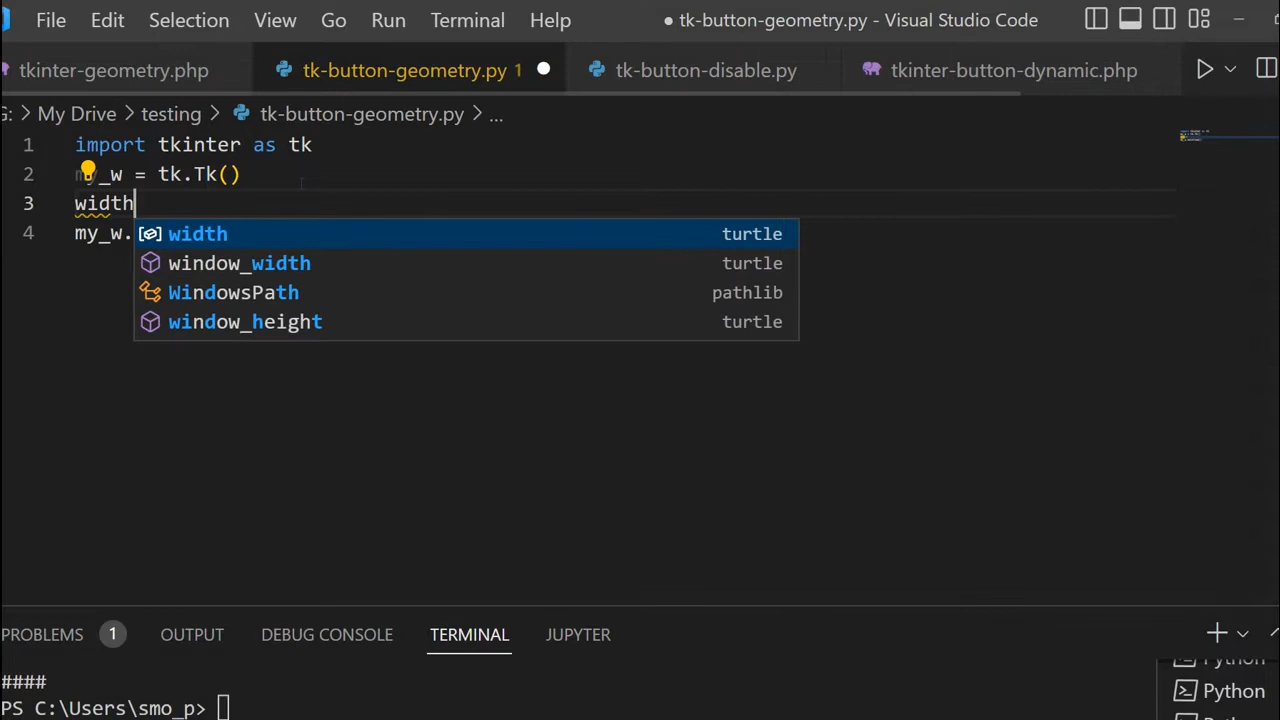 File Edit Selection View Go Run Terminal Help ● tk-button-geometry.py - Visual Studio Code
tkinter-geometry.php tk-button-geometry.py 1 tk-button-disable.py tkinter-button-dynamic.php
G: > My Drive > testing > tk-button-geometry.py > ...
1 import tkinter as tk
2 my_w = tk.Tk()
3 width
4 my_w.
width turtle
window_width turtle
WindowsPath pathlib
window_height turtle
PROBLEMS 1 OUTPUT DEBUG CONSOLE TERMINAL JUPYTER
#### Python
PS C:\Users\smo_p> Python